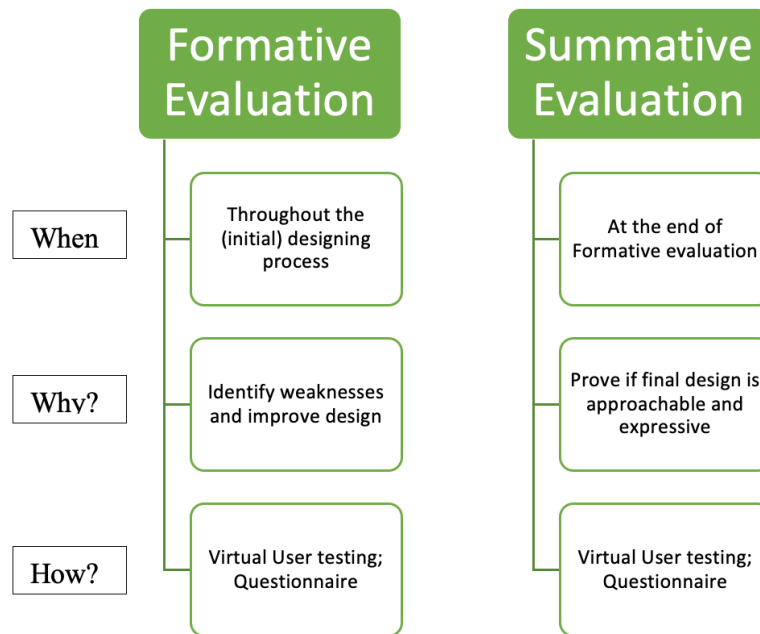 Formative
Evaluation
Summative
Evaluation
When
Throughout the
(initial) designing
process
At the end of
Formative evaluation
Why?
Identify weaknesses
and improve design
Prove if final design is
approachable and
expressive
How?
Virtual User testing;
Questionnaire
Virtual User testing;
Questionnaire